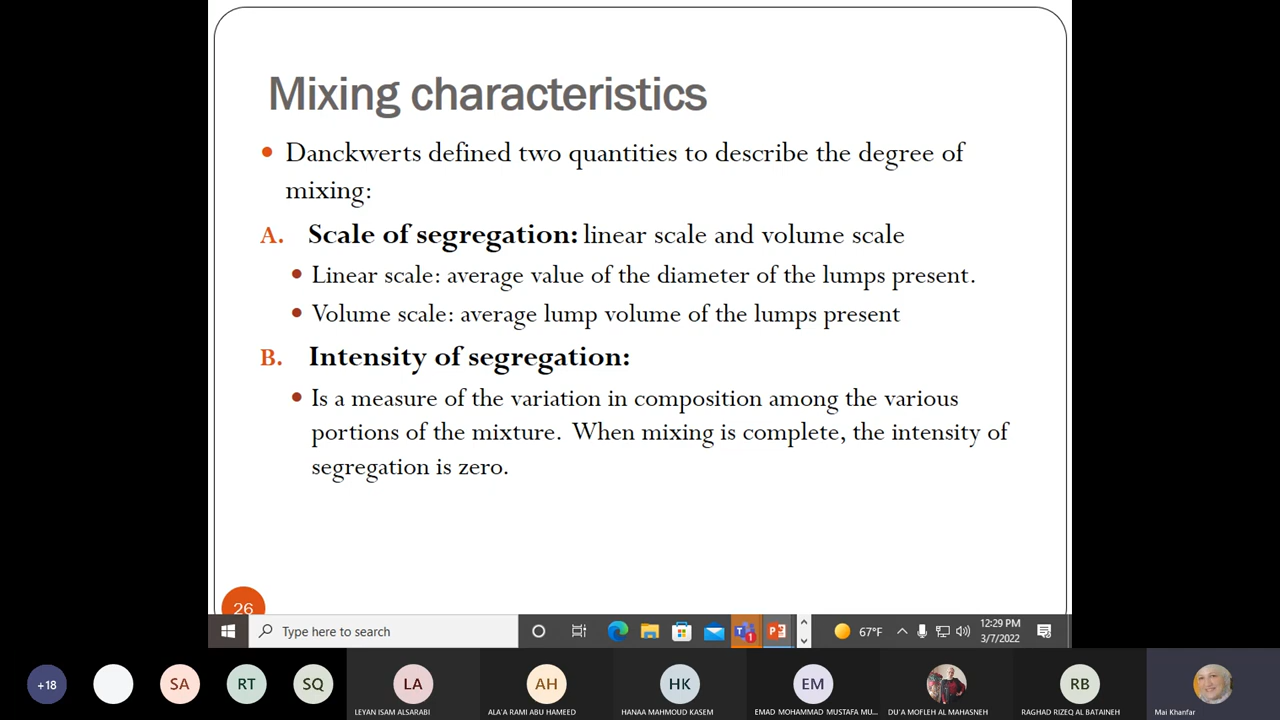 Mixing characteristics
• Danckwerts defined two quantities to describe the degree of
mixing:
A. Scale of segregation: linear scale and volume scale
• Linear scale: average value of the diameter of the lumps present.
• Volume scale: average lump volume of the lumps present
B. Intensity of segregation:
• Is a measure of the variation in composition among the various
portions of the mixture. When mixing is complete, the intensity of
segregation is zero.
26
Type here to search
1
67°F
12:29 PM
3/7/2022
+18
SA
RT
SQ
LA
AH
HK
EM
RB
LEYAN ISAM ALSARABI
ALA'A RAMI ABU HAMEED
HANAA MAHMOUD KASEM
EMAD MOHAMMAD MUSTAFA MU...
DU'A MOFLEH AL MAHASNEH
RAGHAD RIZEQ AL BATAINEH
Mai Khanfar